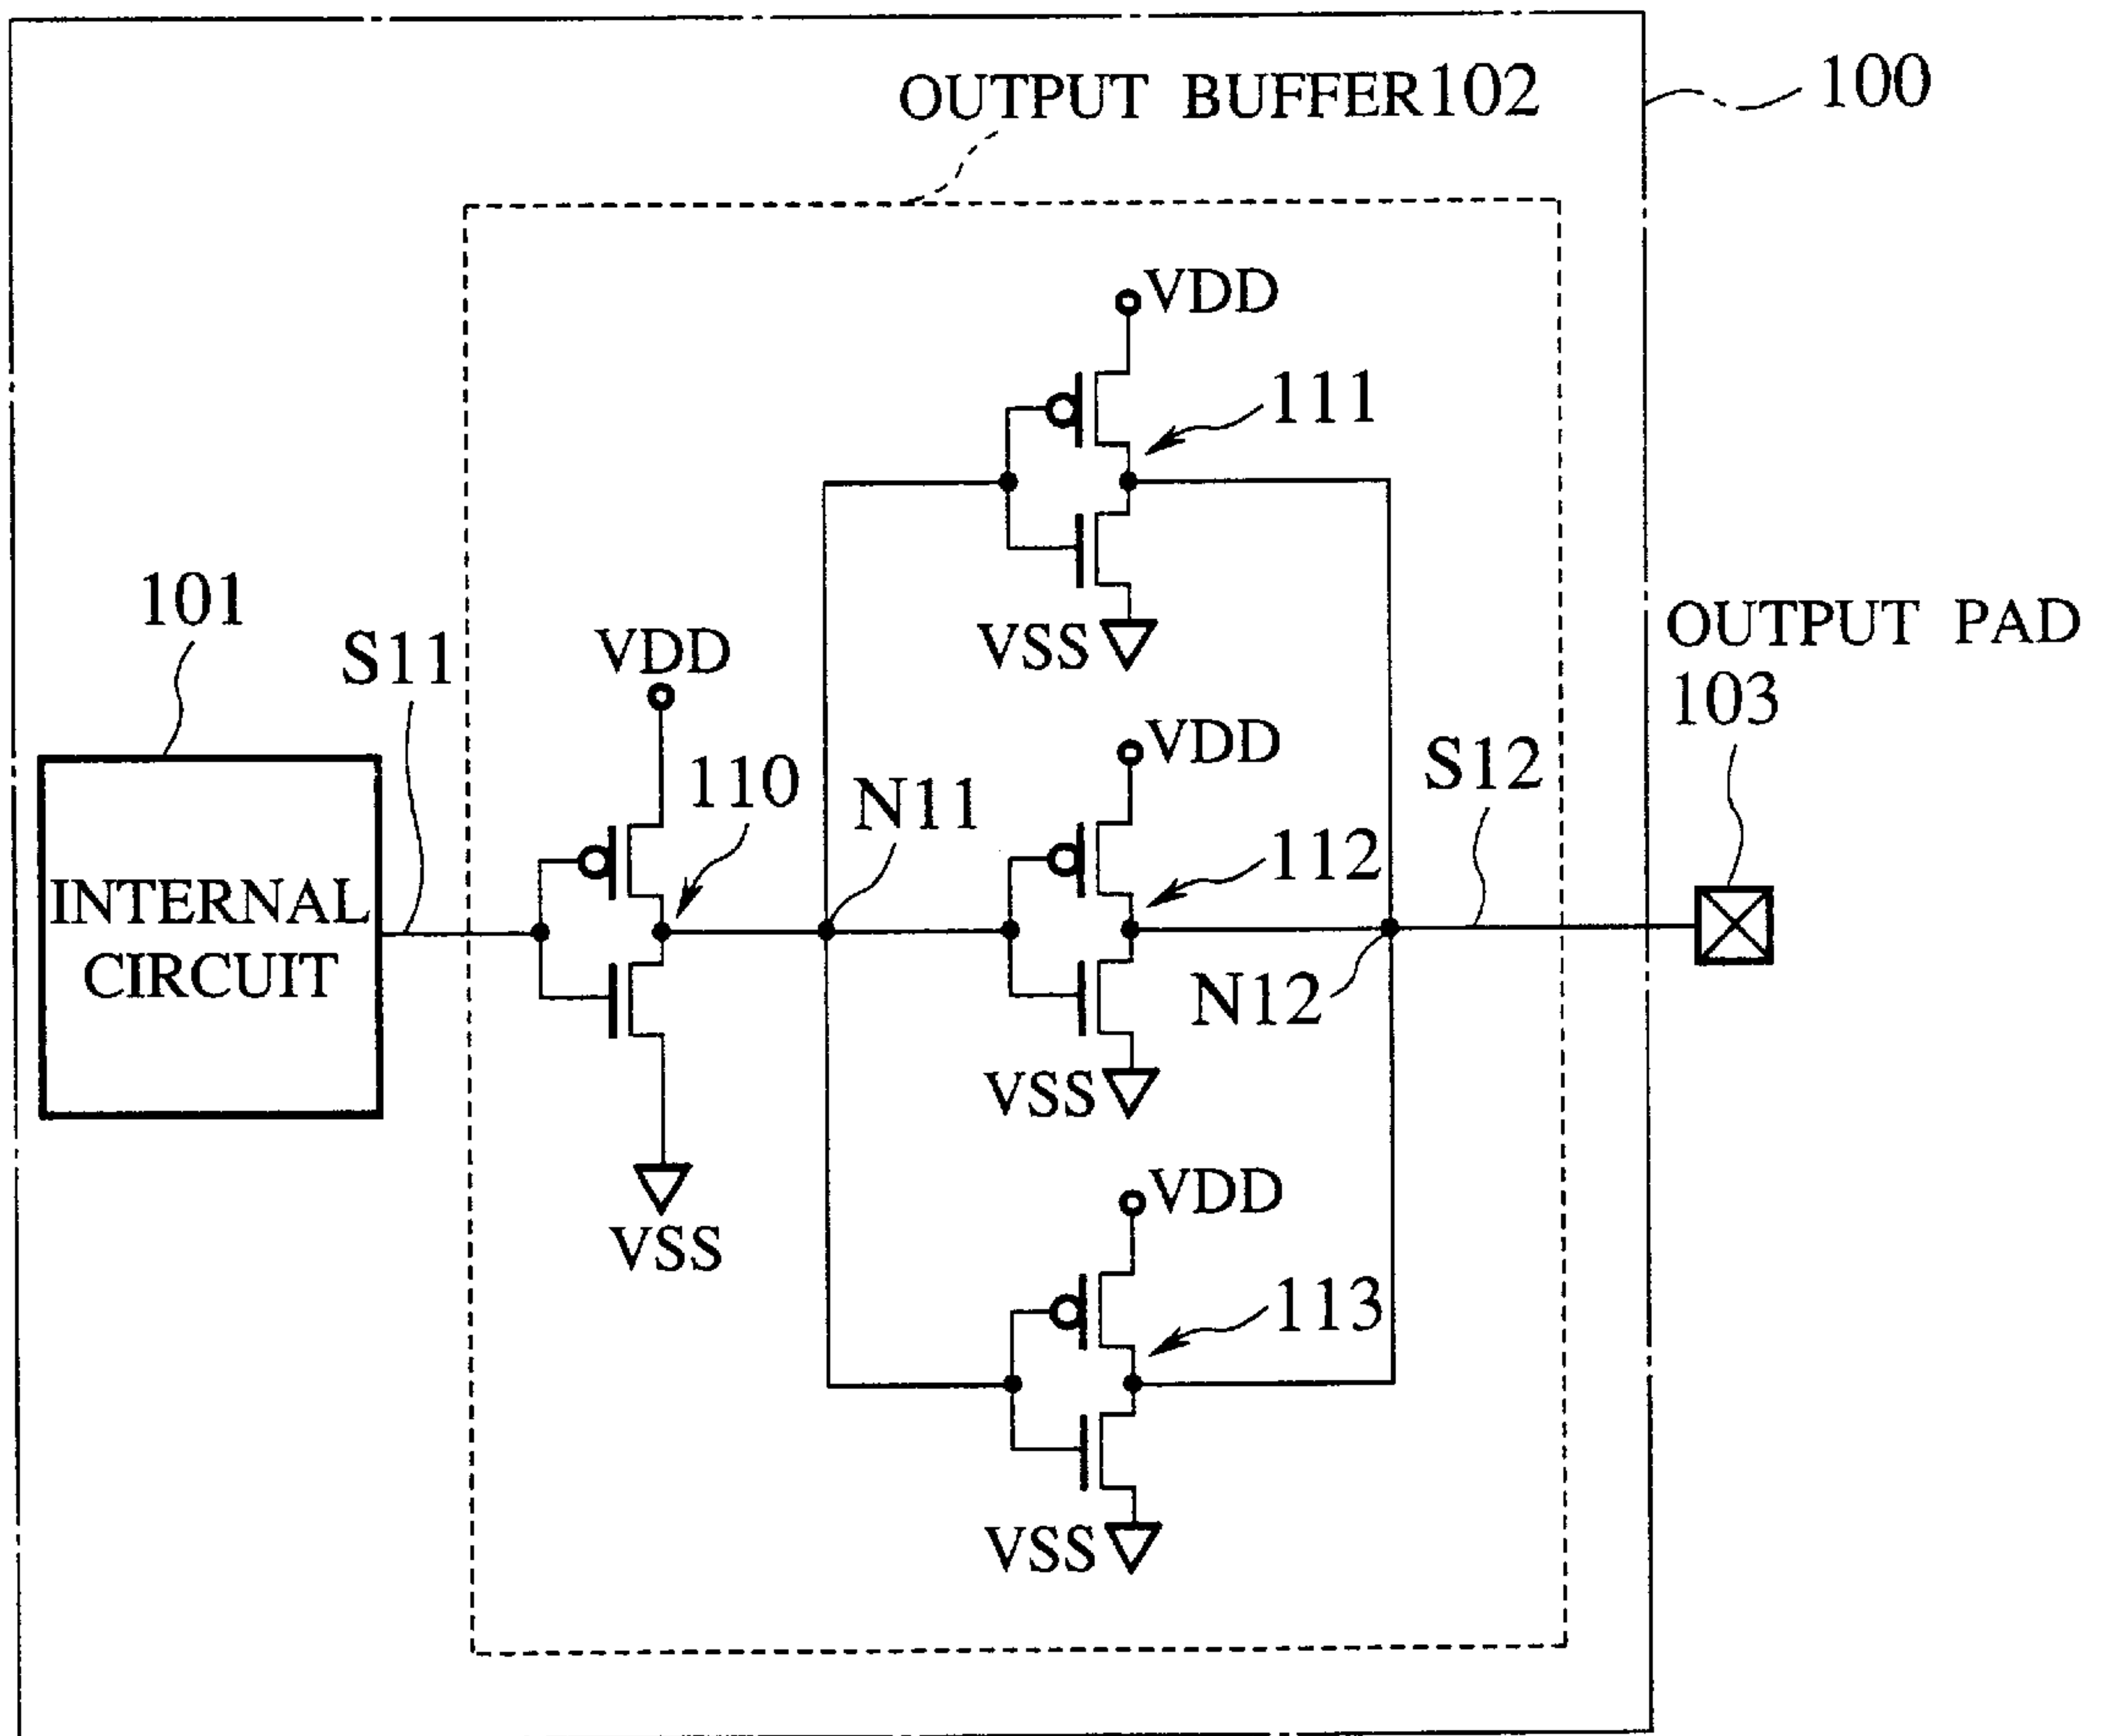 OUTPUT BUFFER102
100
VDD
111
VSS
101
S11
VDD
110
N11
VDD
112
S12
OUTPUT PAD
103
INTERNAL
CIRCUIT
N12
VSS
VSS
VDD
113
VSS